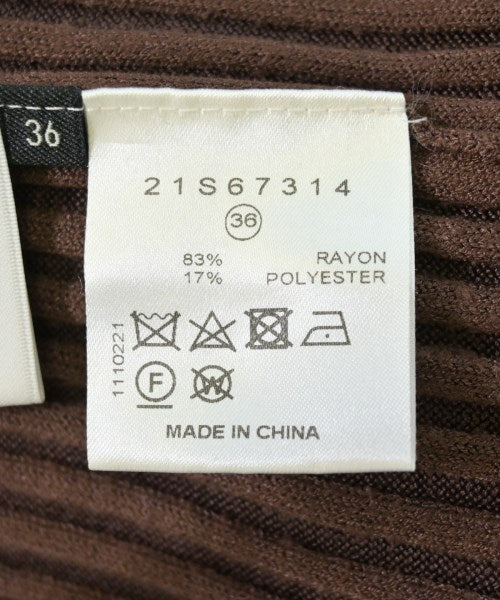 36
21S67314
36
83% RAYON
17% POLYESTER
1110221
F
W
MADE IN CHINA